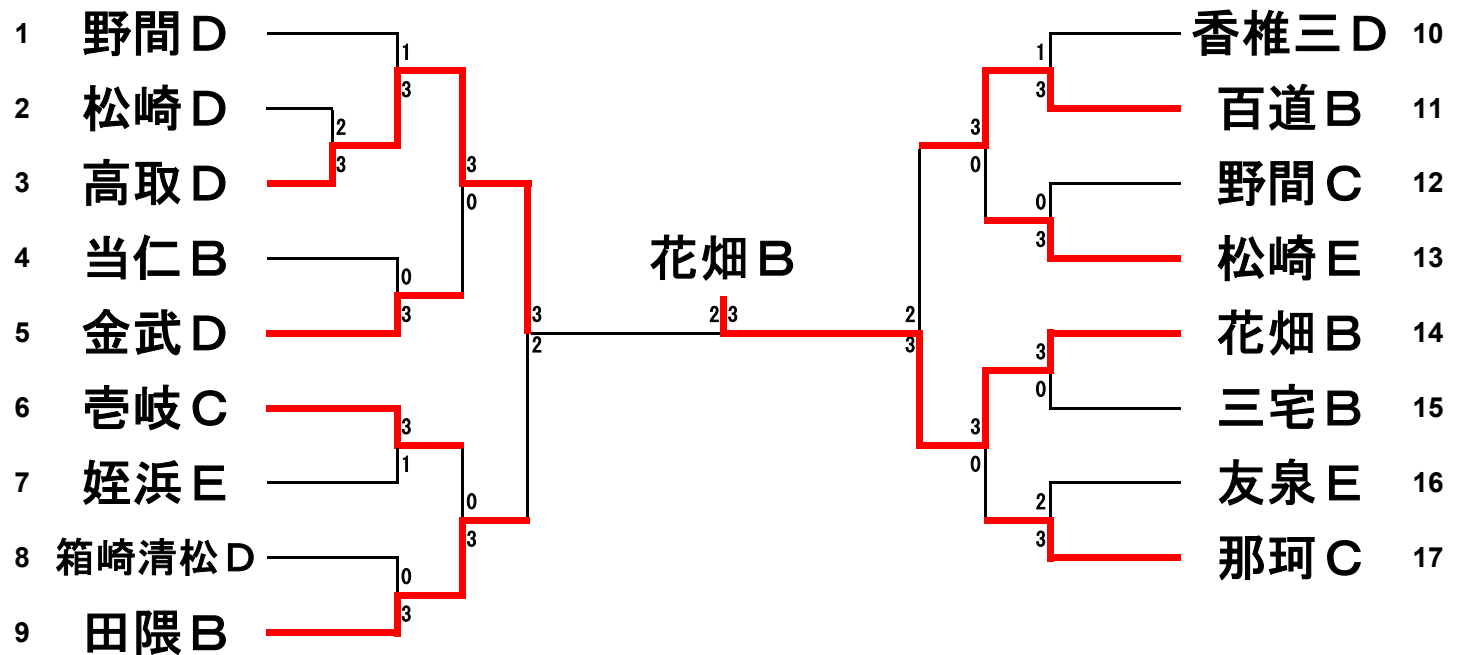 1 野間Ｄ
1
3
2 松崎Ｄ
2
3
3 高取Ｄ
3
0
4 当仁Ｂ
0
3
5 金武Ｄ
3
2
6 壱岐Ｃ
3
1
7 姪浜Ｅ
0
3
8 箱崎清松Ｄ
0
3
9 田隈Ｂ
花畑Ｂ
2 3
香椎三Ｄ 10
1
3
百道Ｂ 11
3
0
野間Ｃ 12
0
3
松崎Ｅ 13
2
3
花畑Ｂ 14
3
0
三宅Ｂ 15
3
0
友泉Ｅ 16
2
3
那珂Ｃ 17